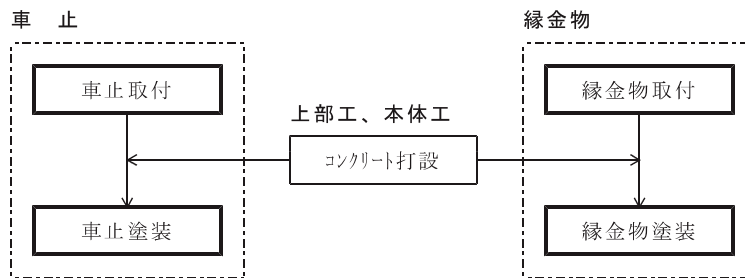 車　止
縁金物
車止取付
縁金物取付
上部工、本体工
ｺﾝｸﾘｰﾄ打設
車止塗装
縁金物塗装